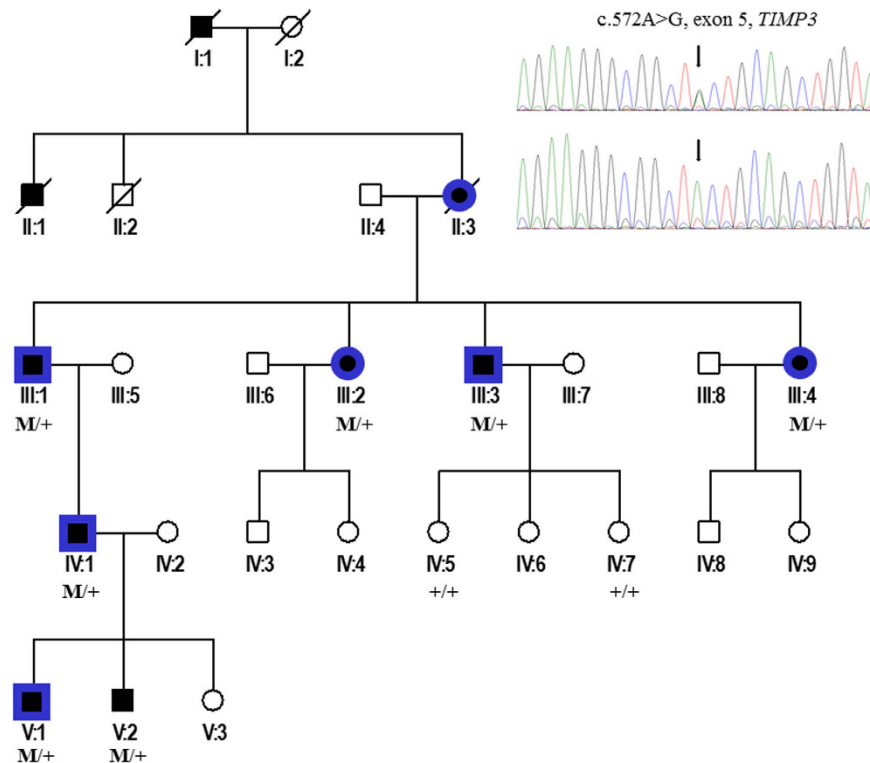 c.572A>G, exon 5, TIMP3
I:1 I:2
II:1 II:2 II:4 II:3
III:1 III:5 III:6 III:2 III:3 III:7 III:8 III:4
M/+ M/+ M/+ M/+
IV:1 IV:2 IV:3 IV:4 IV:5 IV:6 IV:7 IV:8 IV:9
M/+ +/+ +/+
V:1 V:2 V:3
M/+ M/+